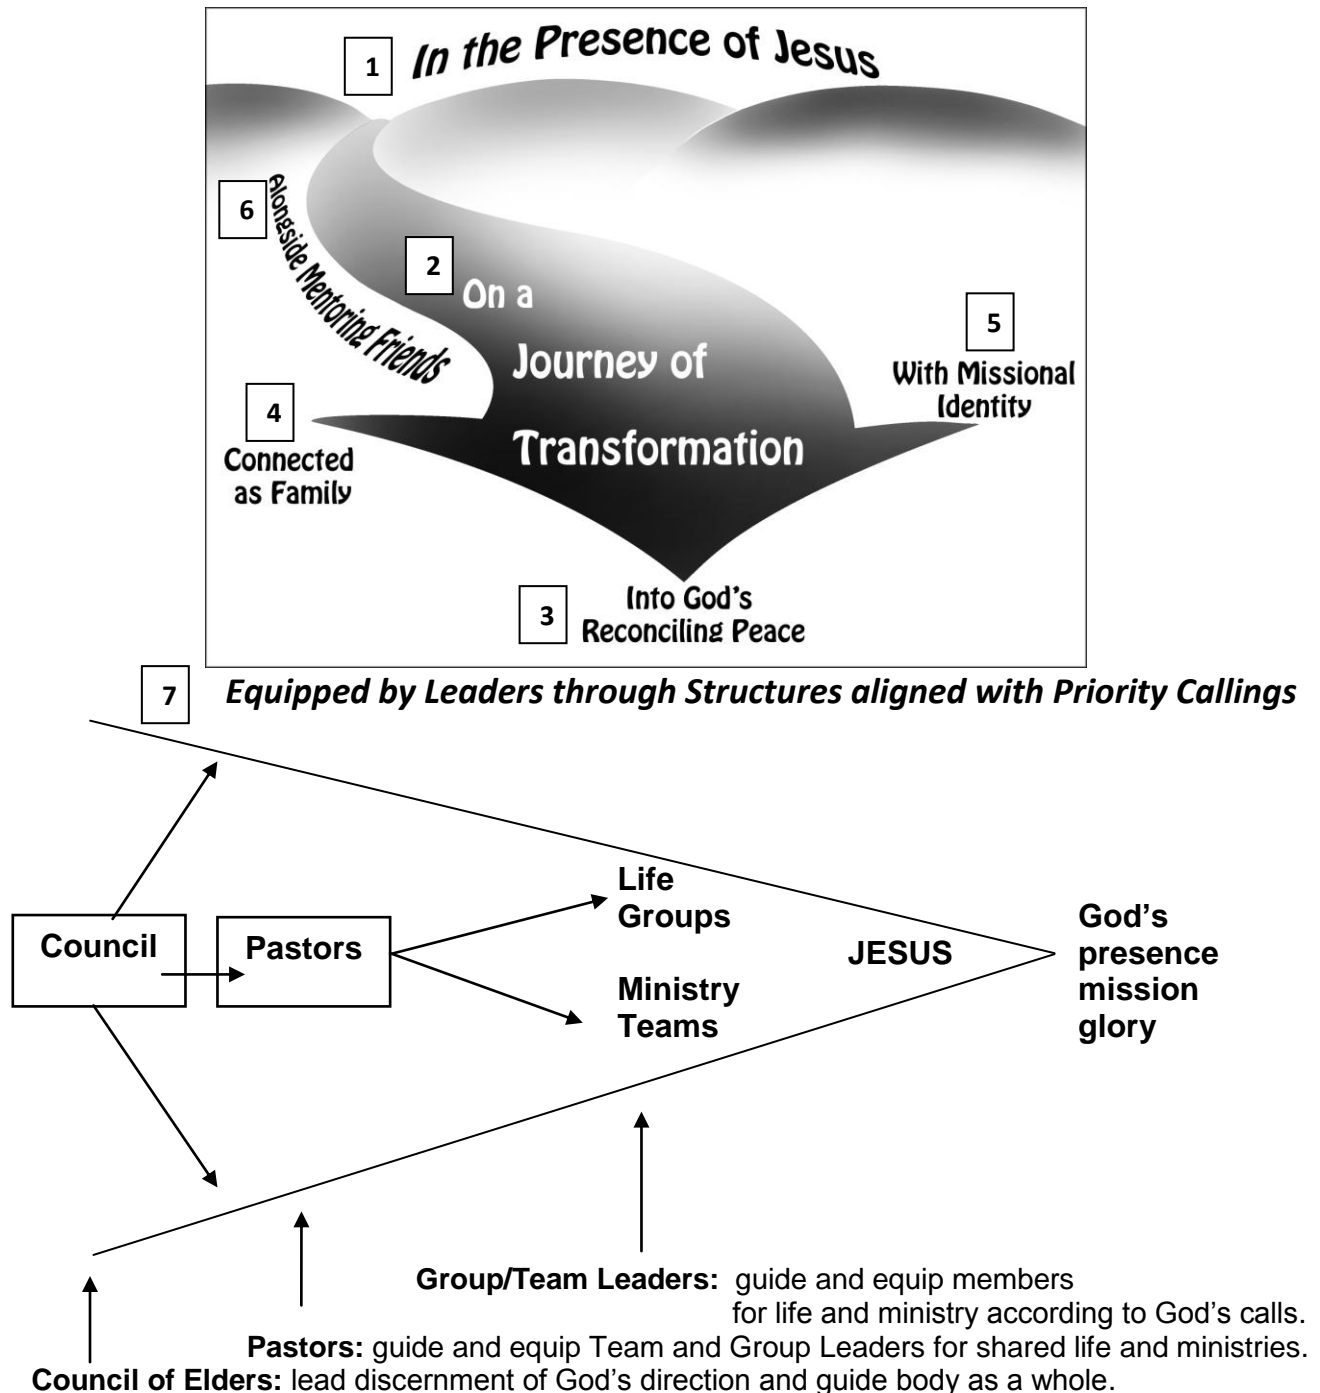 1 In the Presence of Jesus
6 Alongside Mentoring Friends
2 On a
Journey of
Transformation
5
With Missional
Identity
4
Connected
as Family
3 Into God's
Reconciling Peace
7 Equipped by Leaders through Structures aligned with Priority Callings
Council
Pastors
Life
Groups
Ministry
Teams
JESUS
God's
presence
mission
glory
Group/Team Leaders: guide and equip members
for life and ministry according to God's calls.
Pastors: guide and equip Team and Group Leaders for shared life and ministries.
Council of Elders: lead discernment of God's direction and guide body as a whole.